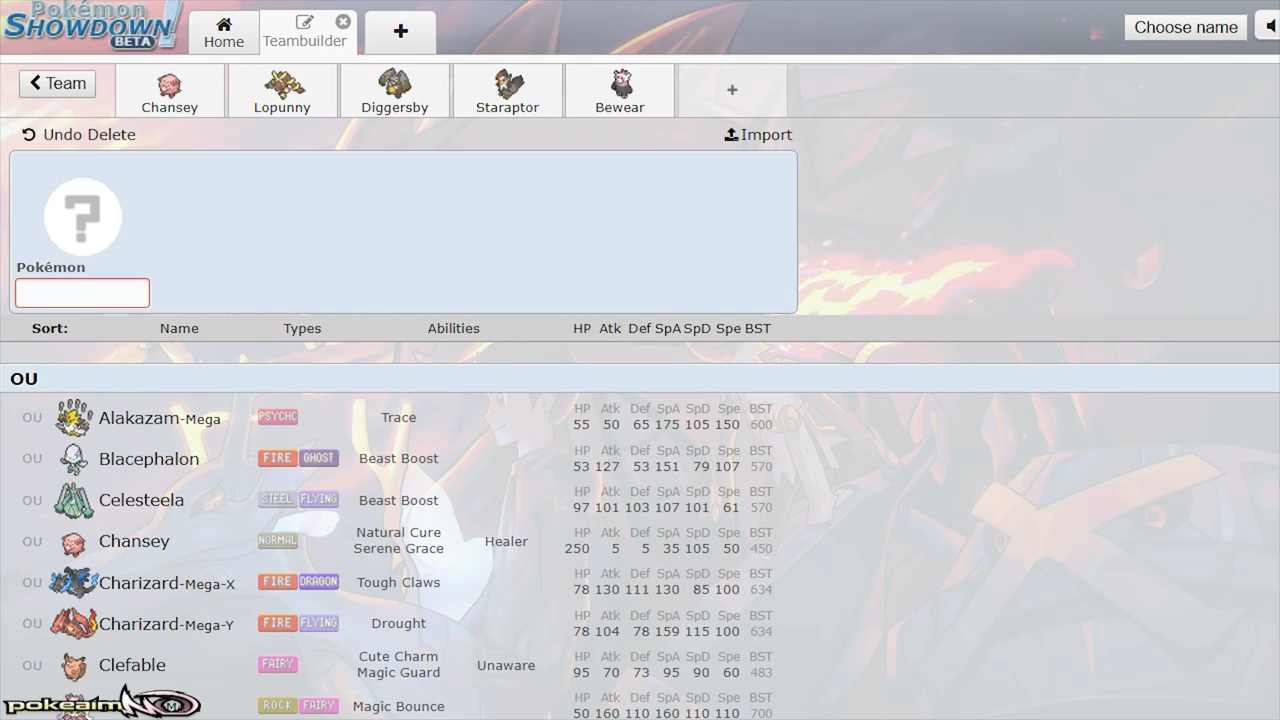 Pokémon
SHOWDOWN!
BETA
Home
Teambuilder
+
Choose name
Team
Chansey
Lopunny
Diggersby
Staraptor
Bewear
+
Undo Delete
Import
?
Pokémon
Sort: Name Types Abilities HP Atk Def SpA SpD Spe BST
OU
OU Alakazam-Mega PSYCHC Trace HP 55 Atk 50 Def 65 SpA 175 SpD 105 Spe 150 BST 600
OU Blacephalon FIRE GHOST Beast Boost HP 53 Atk 127 Def 53 SpA 151 SpD 79 Spe 107 BST 570
OU Celesteela STEEL FLYING Beast Boost HP 97 Atk 101 Def 103 SpA 107 SpD 101 Spe 61 BST 570
OU Chansey NORMAL Natural Cure Serene Grace Healer HP 250 Atk 5 Def 5 SpA 35 SpD 105 Spe 50 BST 450
OU Charizard-Mega-X FIRE DRAGON Tough Claws HP 78 Atk 130 Def 111 SpA 130 SpD 85 Spe 100 BST 634
OU Charizard-Mega-Y FIRE FLYING Drought HP 78 Atk 104 Def 78 SpA 159 SpD 115 Spe 100 BST 634
OU Clefable FAIRY Cute Charm Magic Guard Unaware HP 95 Atk 70 Def 73 SpA 95 SpD 90 Spe 60 BST 483
ROCK FAIRY Magic Bounce HP 50 Atk 160 Def 110 SpA 160 SpD 110 Spe 110 BST 700
pokeaim